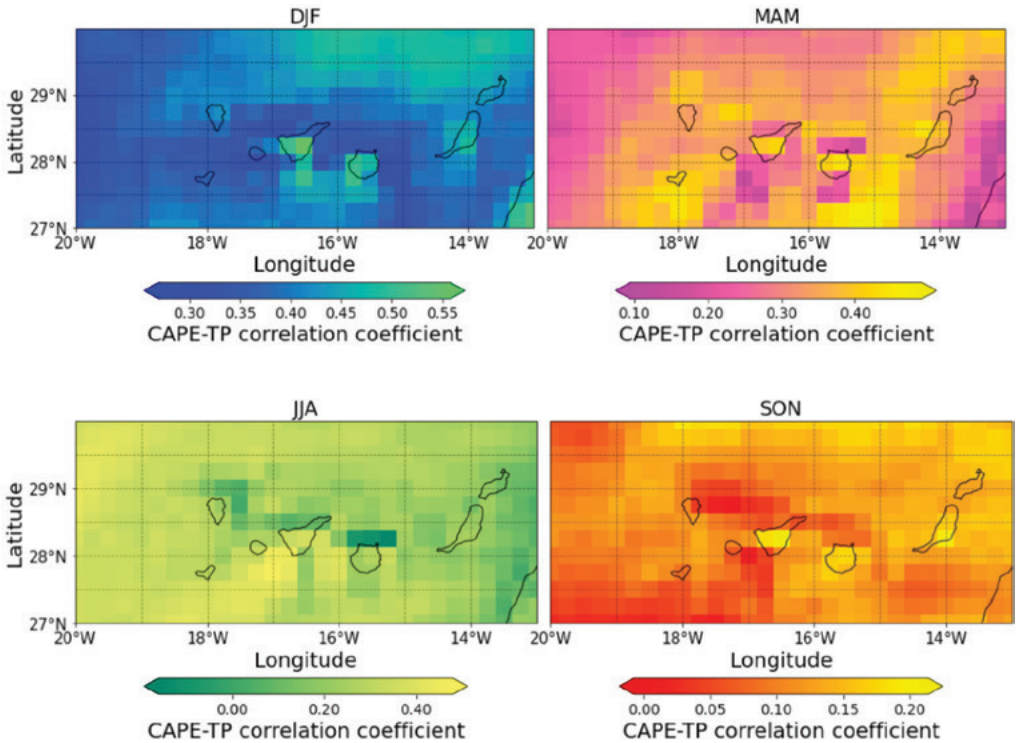 DJF
MAM
Latitude
29°N
28°N
27°N
20°W 18°W 16°W 14°W
Longitude
20°W 18°W 16°W 14°W
Longitude
0.30 0.35 0.40 0.45 0.50 0.55
CAPE-TP correlation coefficient
0.10 0.20 0.30 0.40
CAPE-TP correlation coefficient
JJA
SON
Latitude
29°N
28°N
27°N
20°W 18°W 16°W 14°W
Longitude
20°W 18°W 16°W 14°W
Longitude
0.00 0.20 0.40
CAPE-TP correlation coefficient
0.00 0.05 0.10 0.15 0.20
CAPE-TP correlation coefficient